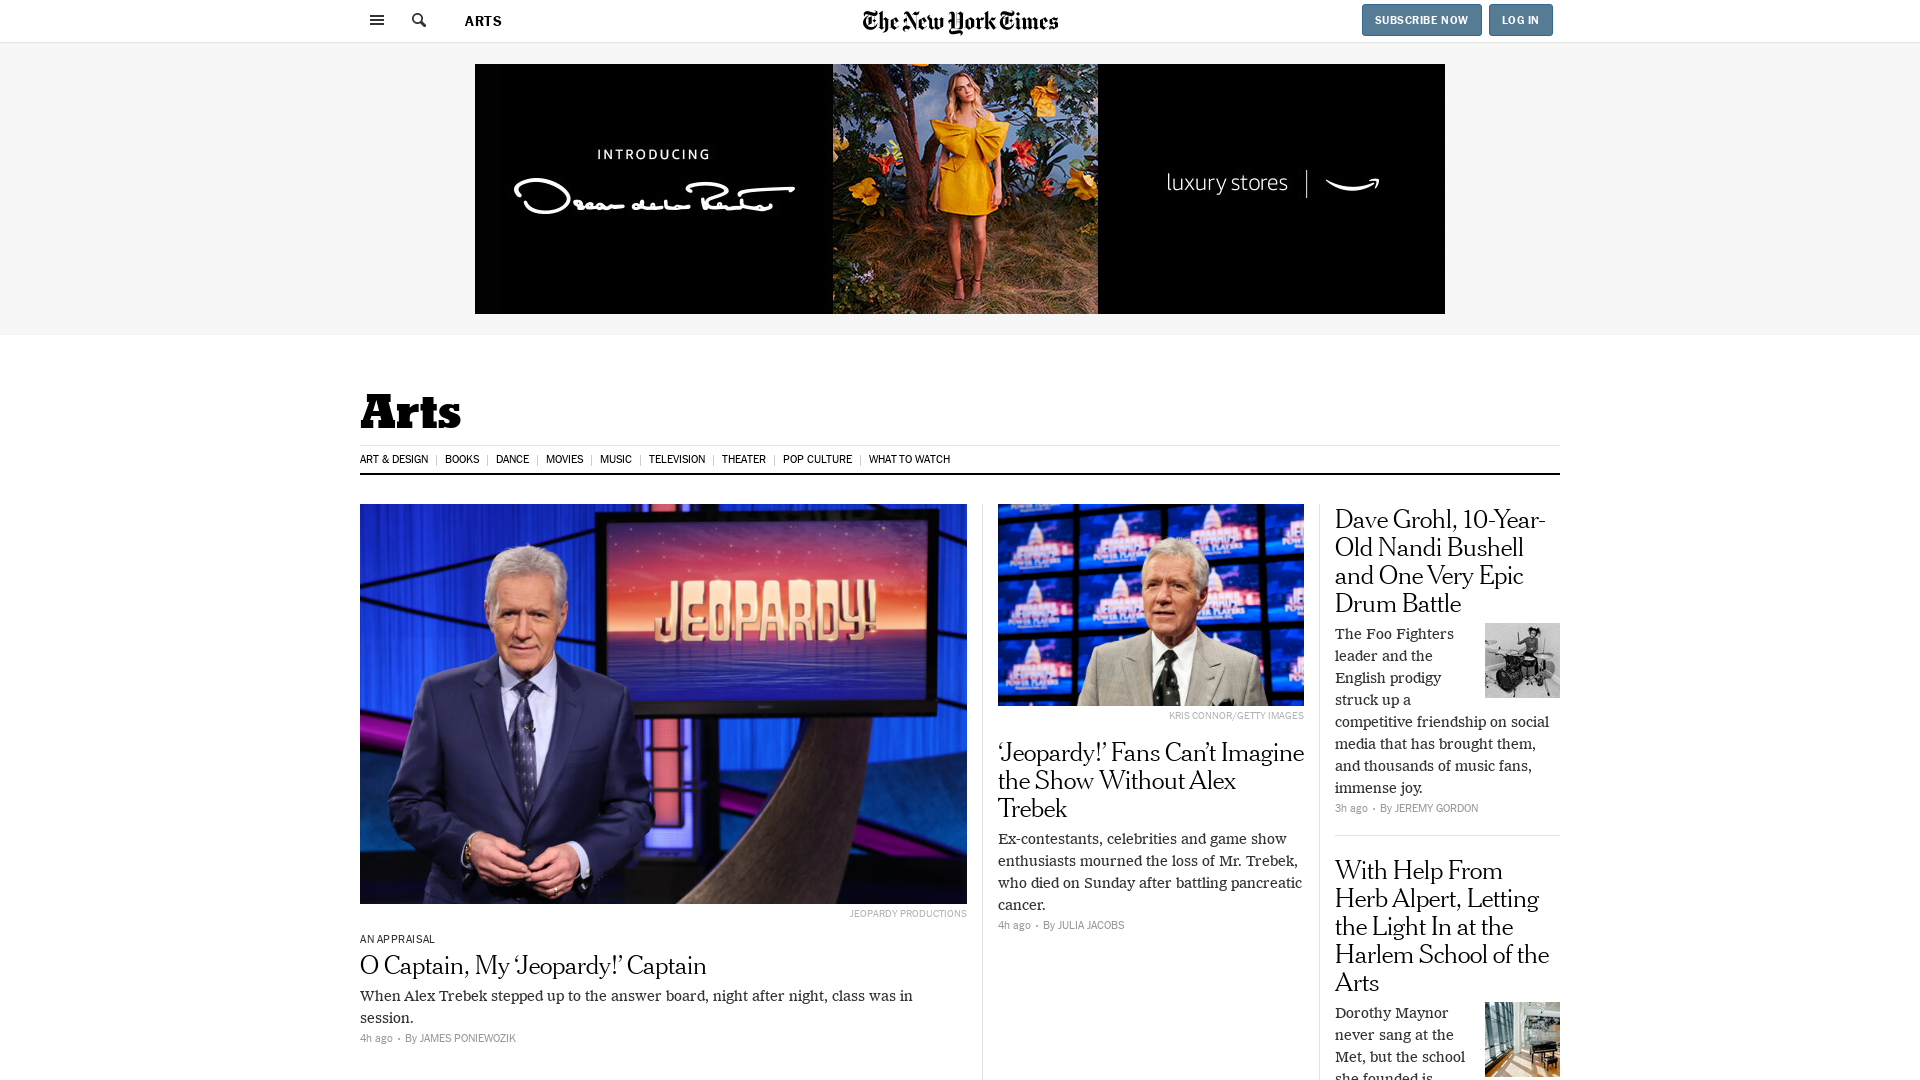 ARTS
The New York Times
SUBSCRIBE NOW
LOG IN
INTRODUCING
Oscar de la Renta
luxury stores
Arts
ART & DESIGN
BOOKS
DANCE
MOVIES
MUSIC
TELEVISION
THEATER
POP CULTURE
WHAT TO WATCH
JEOPARDY!
JEOPARDY PRODUCTIONS
AN APPRAISAL
O Captain, My ‘Jeopardy!’ Captain
When Alex Trebek stepped up to the answer board, night after night, class was in
session.
4h ago · By JAMES PONIEWOZIK
KRIS CONNOR/GETTY IMAGES
‘Jeopardy!’ Fans Can’t Imagine
the Show Without Alex
Trebek
Ex-contestants, celebrities and game show
enthusiasts mourned the loss of Mr. Trebek,
who died on Sunday after battling pancreatic
cancer.
4h ago · By JULIA JACOBS
Dave Grohl, 10-Year-
Old Nandi Bushell
and One Very Epic
Drum Battle
The Foo Fighters
leader and the
English prodigy
struck up a
competitive friendship on social
media that has brought them,
and thousands of music fans,
immense joy.
3h ago · By JEREMY GORDON
With Help From
Herb Alpert, Letting
the Light In at the
Harlem School of the
Arts
Dorothy Maynor
never sang at the
Met, but the school
she founded is